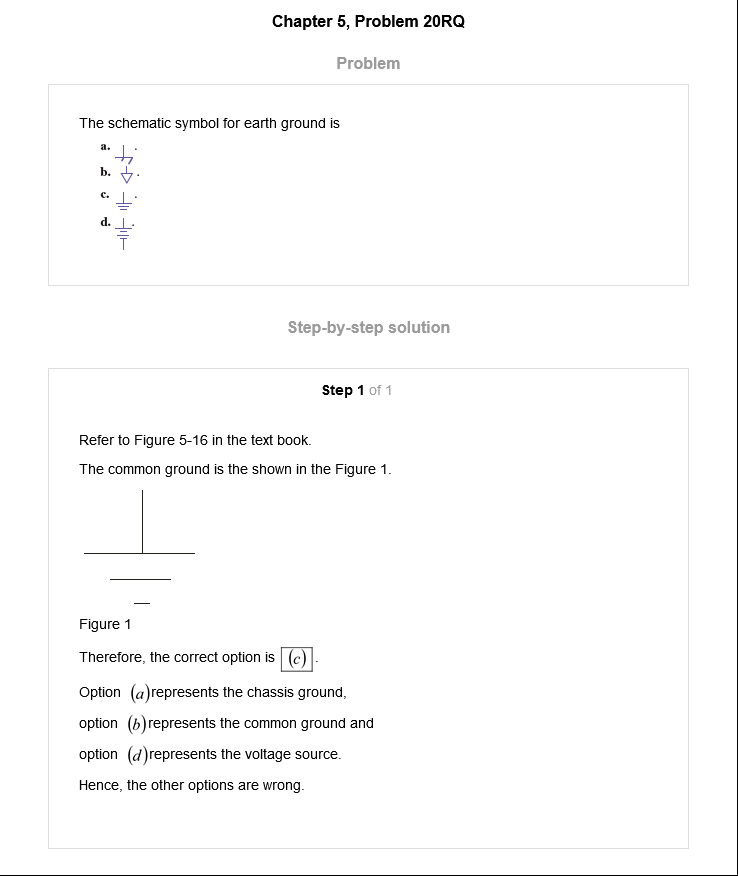 Chapter 5, Problem 20RQ
Problem
The schematic symbol for earth ground is
a. .
b. .
c. .
d. .
Step-by-step solution
Step 1 of 1
Refer to Figure 5-16 in the text book.
The common ground is the shown in the Figure 1.
Figure 1
Therefore, the correct option is (c).
Option (a)represents the chassis ground,
option (b)represents the common ground and
option (d)represents the voltage source.
Hence, the other options are wrong.